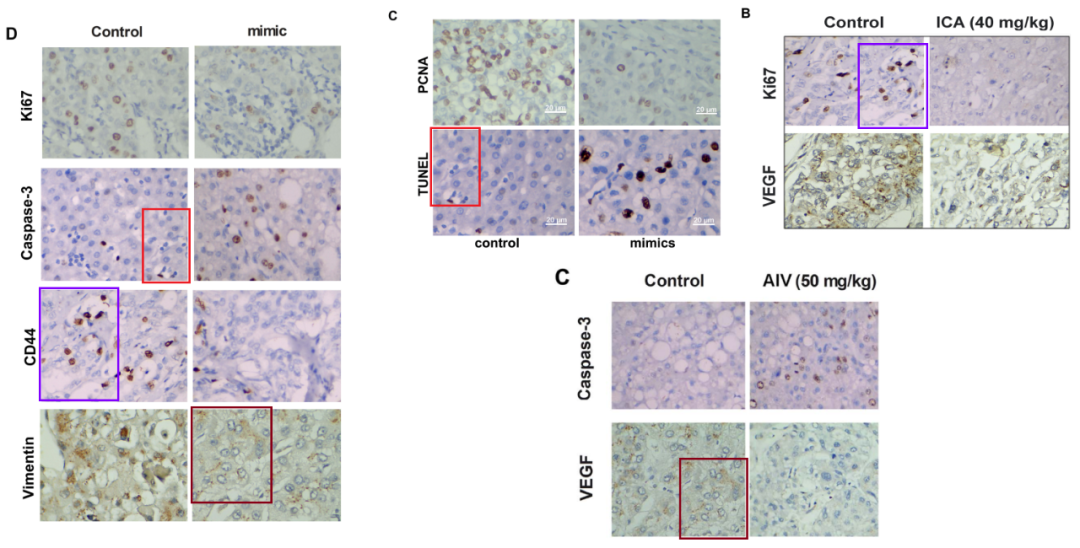 D
Control mimic
Ki67
Caspase-3
CD44
Vimentin
C
PCNA
20 µm 20 µm
TUNEL
20 µm 20 µm
control mimics
B
Control ICA (40 mg/kg)
Ki67
VEGF
C
Control AIV (50 mg/kg)
Caspase-3
VEGF